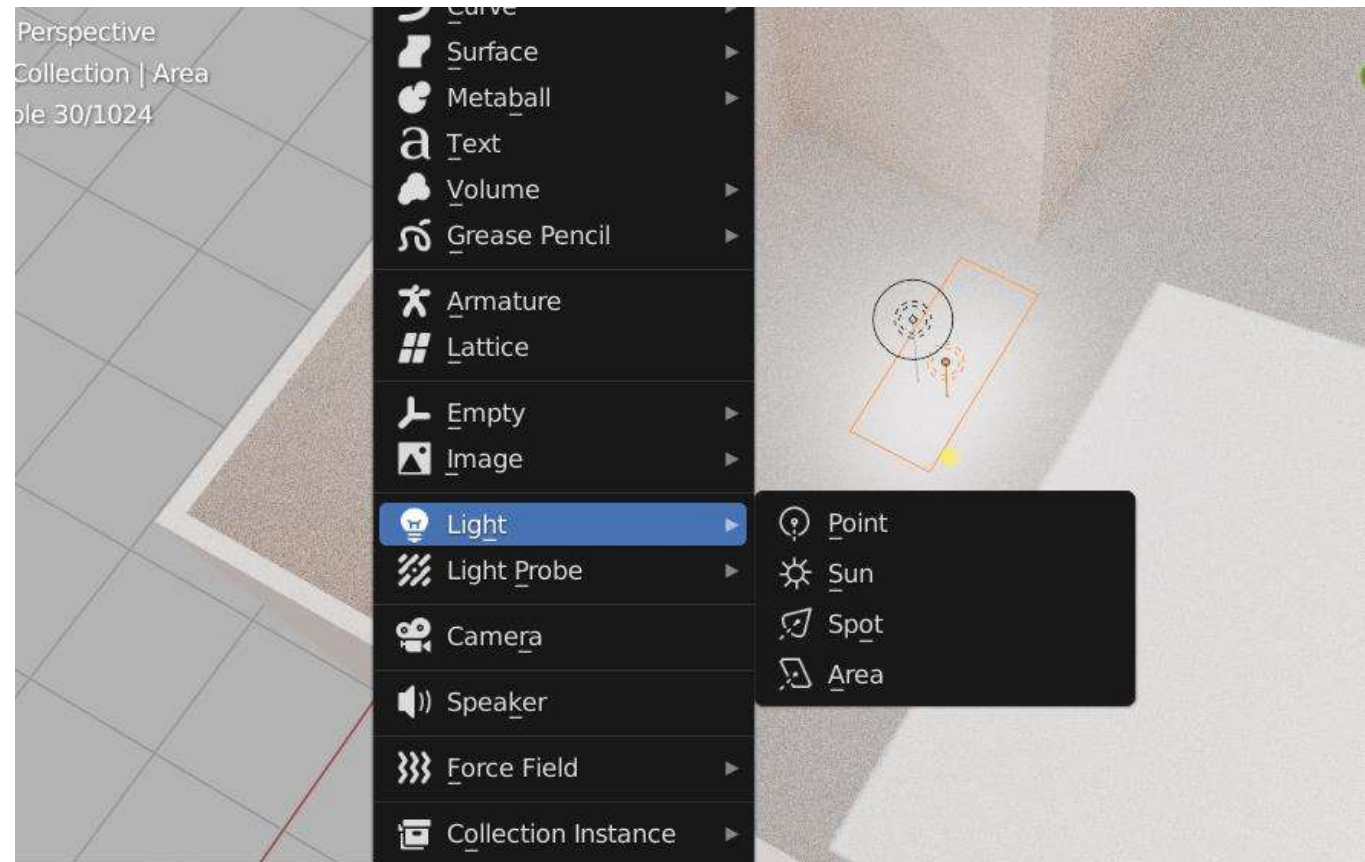 Perspective
Collection | Area
ple 30/1024
Curve
Surface
Metaball
Text
Volume
Grease Pencil
Armature
Lattice
Empty
Image
Light
Light Probe
Camera
Speaker
Force Field
Collection Instance
Point
Sun
Spot
Area